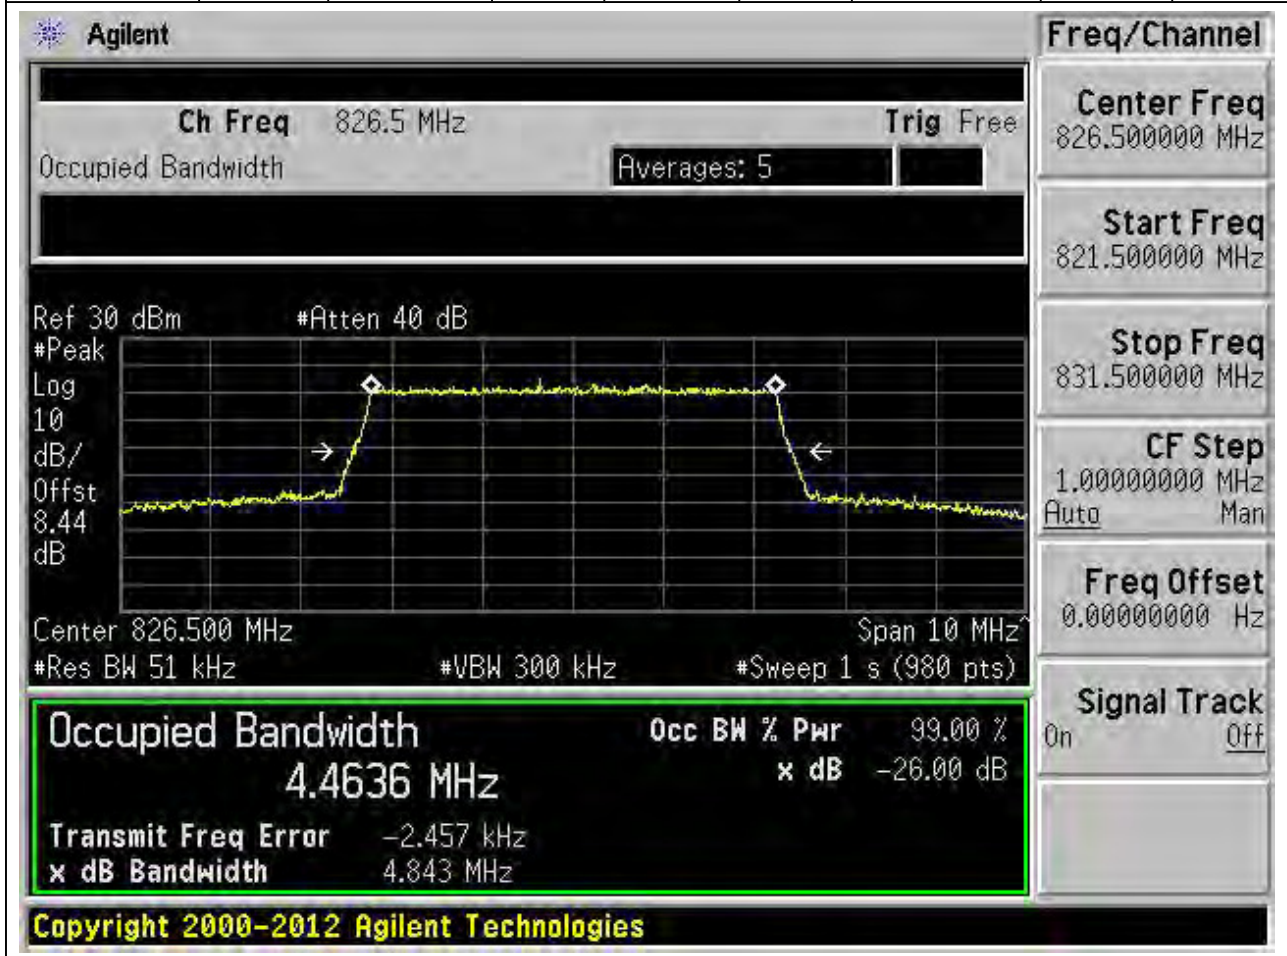 Agilent
Freq/Channel
Ch Freq 826.5 MHz Trig Free
Occupied Bandwidth Averages: 5
Center Freq
826.500000 MHz
Start Freq
821.500000 MHz
Stop Freq
831.500000 MHz
CF Step
1.00000000 MHz
Auto Man
Freq Offset
0.00000000 Hz
Signal Track
On Off
Ref 30 dBm #Atten 40 dB
#Peak
Log
10
dB/
Offst
8.44
dB
Center 826.500 MHz Span 10 MHz^
#Res BW 51 kHz #VBW 300 kHz #Sweep 1 s (980 pts)
Occupied Bandwidth Occ BW % Pwr 99.00 %
4.4636 MHz x dB -26.00 dB
Transmit Freq Error -2.457 kHz
x dB Bandwidth 4.843 MHz
Copyright 2000-2012 Agilent Technologies